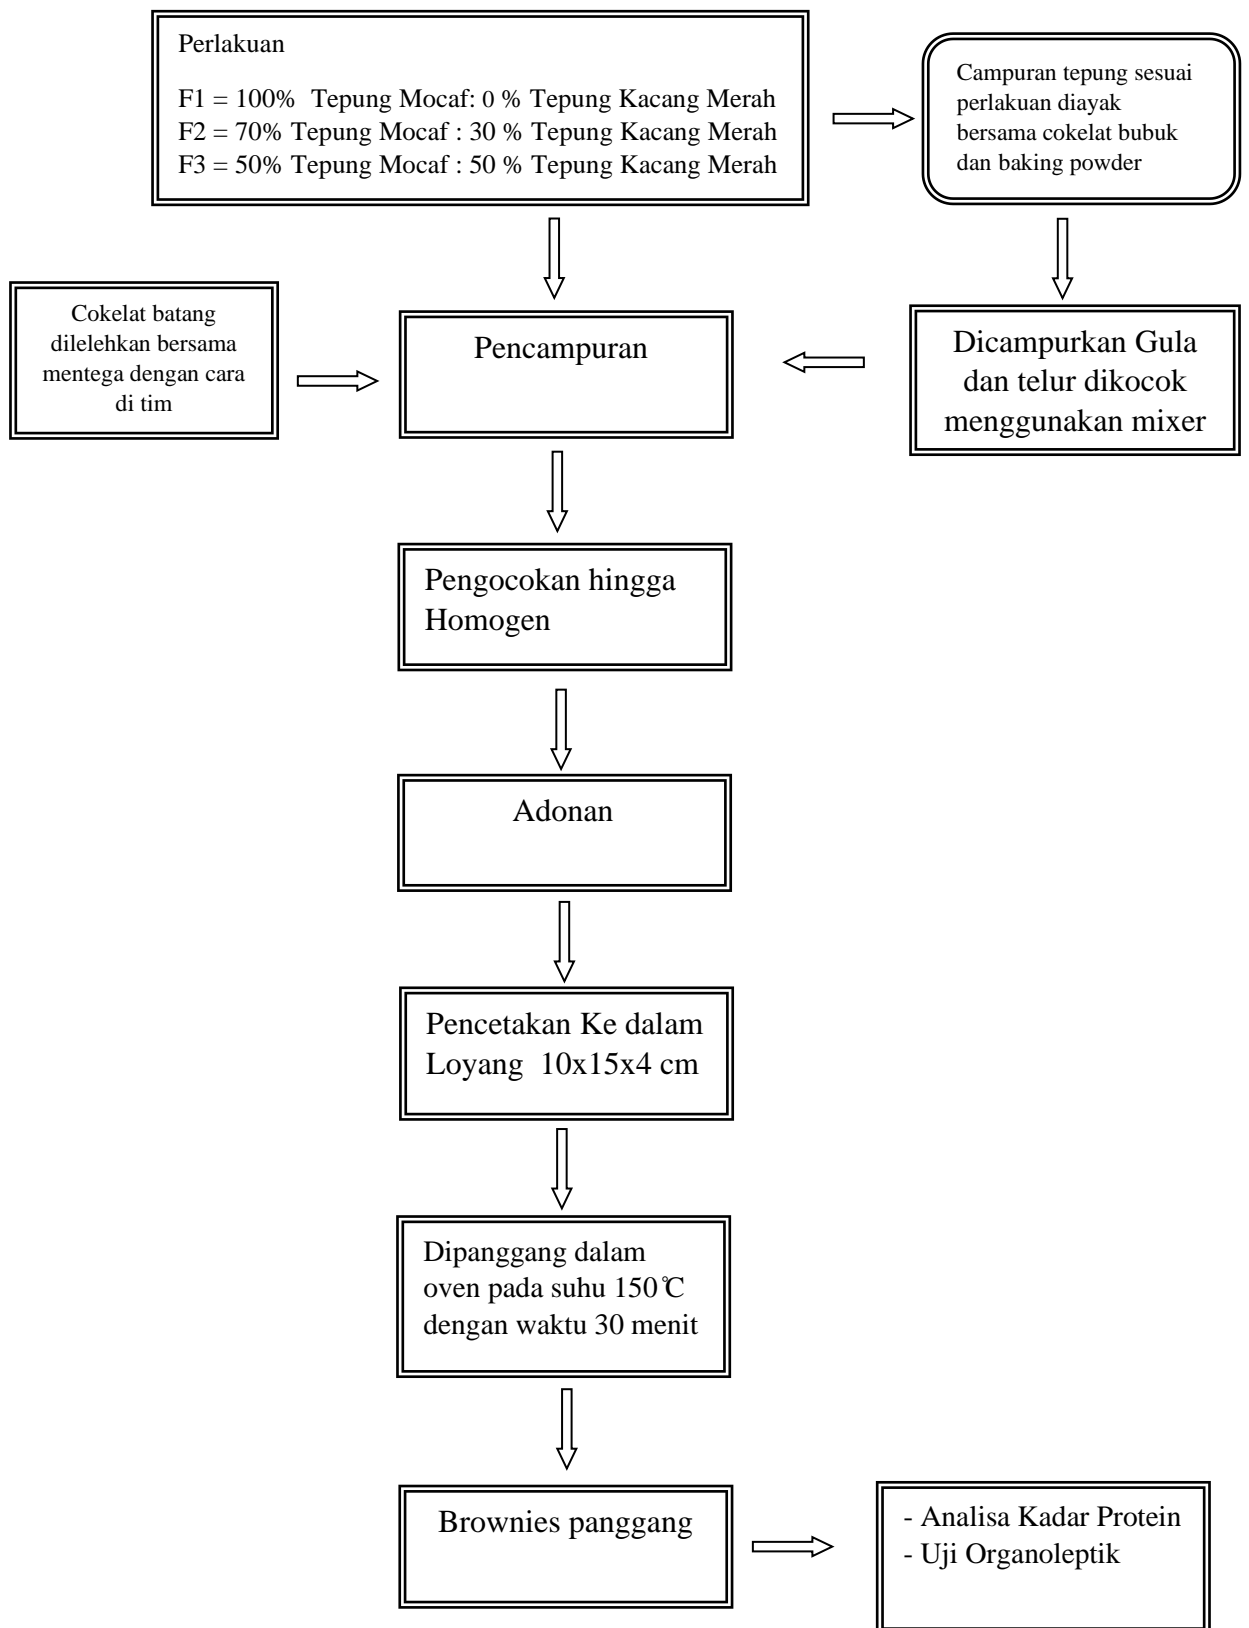 Perlakuan
F1 = 100%  Tepung Mocaf: 0 % Tepung Kacang Merah
F2 = 70% Tepung Mocaf : 30 % Tepung Kacang Merah
F3 = 50% Tepung Mocaf : 50 % Tepung Kacang Merah
Campuran tepung sesuai
perlakuan diayak
bersama cokelat bubuk
dan baking powder
Cokelat batang
dilelehkan bersama
mentega dengan cara
di tim
Pencampuran
Dicampurkan Gula
dan telur dikocok
menggunakan mixer
Pengocokan hingga
Homogen
Adonan
Pencetakan Ke dalam
Loyang  10x15x4 cm
Dipanggang dalam
oven pada suhu 150℃
dengan waktu 30 menit
Brownies panggang
- Analisa Kadar Protein
- Uji Organoleptik